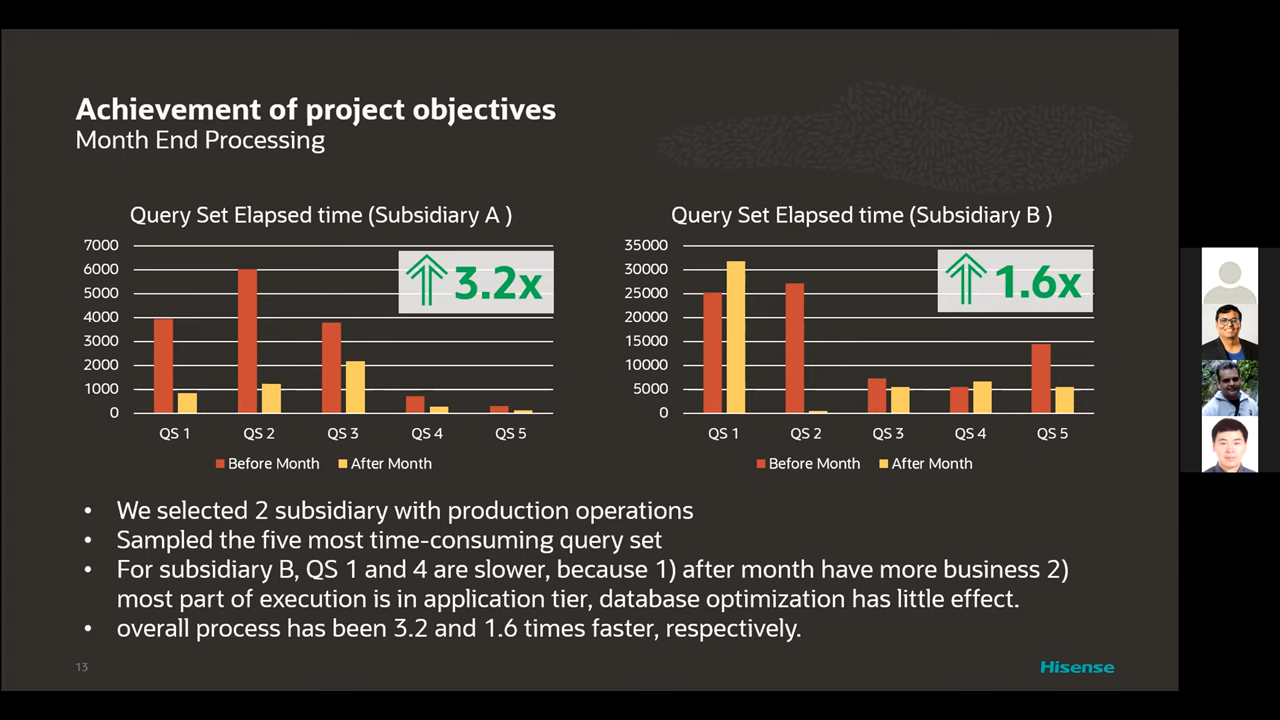 Achievement of project objectives
Month End Processing
Query Set Elapsed time (Subsidiary A )
7000
6000
5000
4000
3000
2000
1000
0
3.2x
QS 1 QS 2 QS 3 QS 4 QS 5
Before Month After Month
Query Set Elapsed time (Subsidiary B )
35000
30000
25000
20000
15000
10000
5000
0
1.6x
QS 1 QS 2 QS 3 QS 4 QS 5
Before Month After Month
• We selected 2 subsidiary with production operations
• Sampled the five most time-consuming query set
• For subsidiary B, QS 1 and 4 are slower, because 1) after month have more business 2)
most part of execution is in application tier, database optimization has little effect.
• overall process has been 3.2 and 1.6 times faster, respectively.
13
Hisense